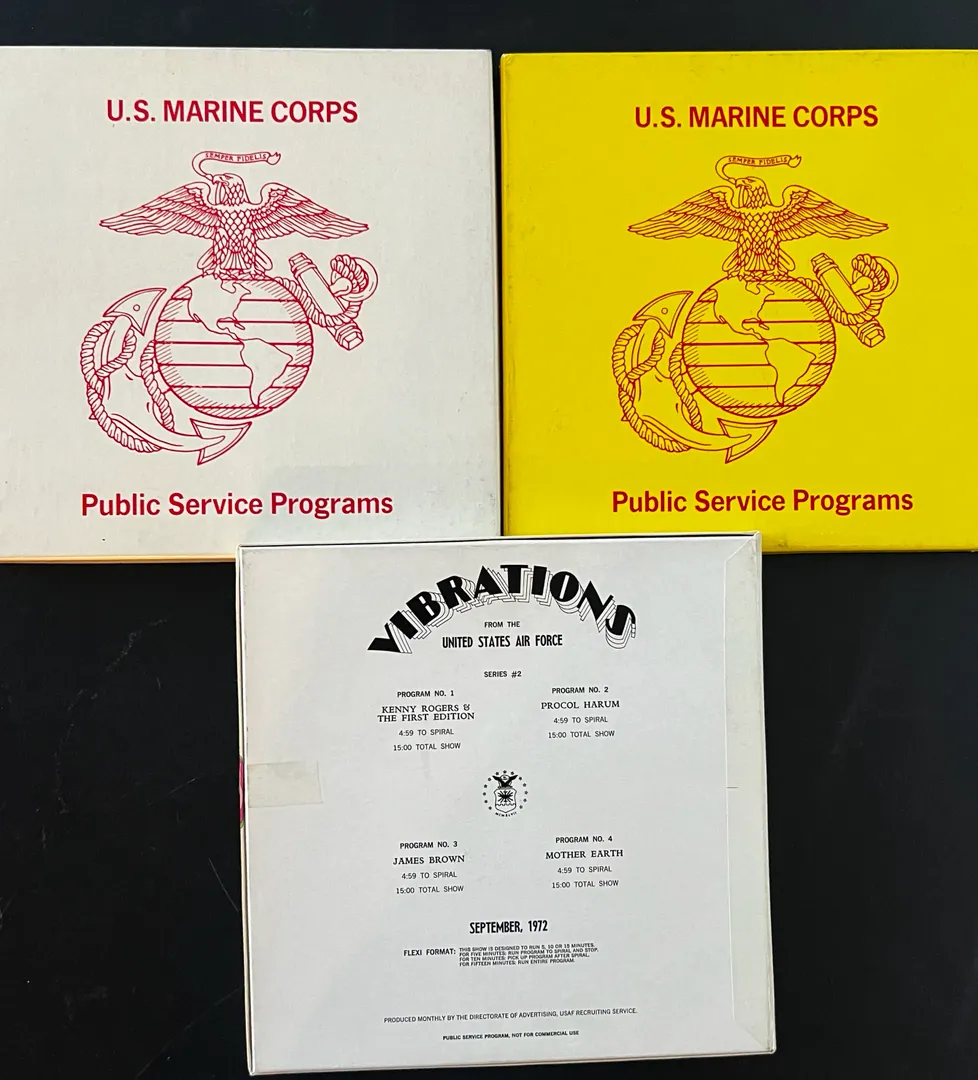 U.S. MARINE CORPS
SEMPER FIDELIS
Public Service Programs
U.S. MARINE CORPS
SEMPER FIDELIS
Public Service Programs
VIBRATIONS
FROM THE
UNITED STATES AIR FORCE
SERIES #2
PROGRAM NO. 1
KENNY ROGERS &
THE FIRST EDITION
4:59 TO SPIRAL
15:00 TOTAL SHOW
PROGRAM NO. 2
PROCOL HARUM
4:59 TO SPIRAL
15:00 TOTAL SHOW
MCMXLVII
PROGRAM NO. 3
JAMES BROWN
4:59 TO SPIRAL
15:00 TOTAL SHOW
PROGRAM NO. 4
MOTHER EARTH
4:59 TO SPIRAL
15:00 TOTAL SHOW
SEPTEMBER, 1972
FLEXI FORMAT: THIS SHOW IS DESIGNED TO RUN 5, 10 OR 15 MINUTES.
FOR FIVE MINUTES: RUN PROGRAM TO SPIRAL AND STOP.
FOR TEN MINUTES: PICK UP PROGRAM AFTER SPIRAL.
FOR FIFTEEN MINUTES: RUN ENTIRE PROGRAM.
PRODUCED MONTHLY BY THE DIRECTORATE OF ADVERTISING, USAF RECRUITING SERVICE.
PUBLIC SERVICE PROGRAM, NOT FOR COMMERCIAL USE